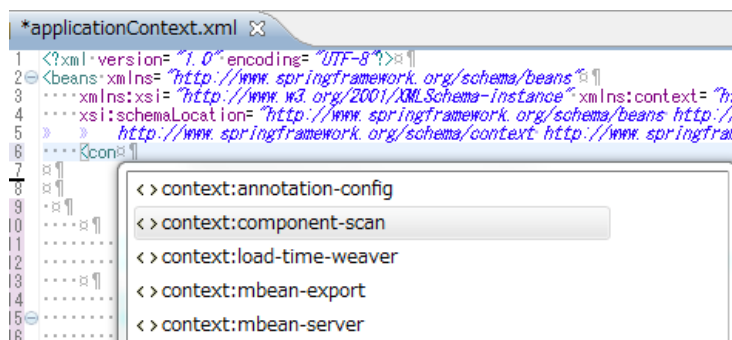 *applicationContext.xml
1 <?xml version="1.0" encoding="UTF-8"?>
2 <beans xmlns="http://www.springframework.org/schema/beans"
3 xmlns:xsi="http://www.w3.org/2001/XMLSchema-instance" xmlns:context="h
4 xsi:schemaLocation="http://www.springframework.org/schema/beans http:/
5 http://www.springframework.org/schema/context http://www.springfra
6 <con
7
8
9
10
11
12
13
14
15
16
<> context:annotation-config
<> context:component-scan
<> context:load-time-weaver
<> context:mbean-export
<> context:mbean-server